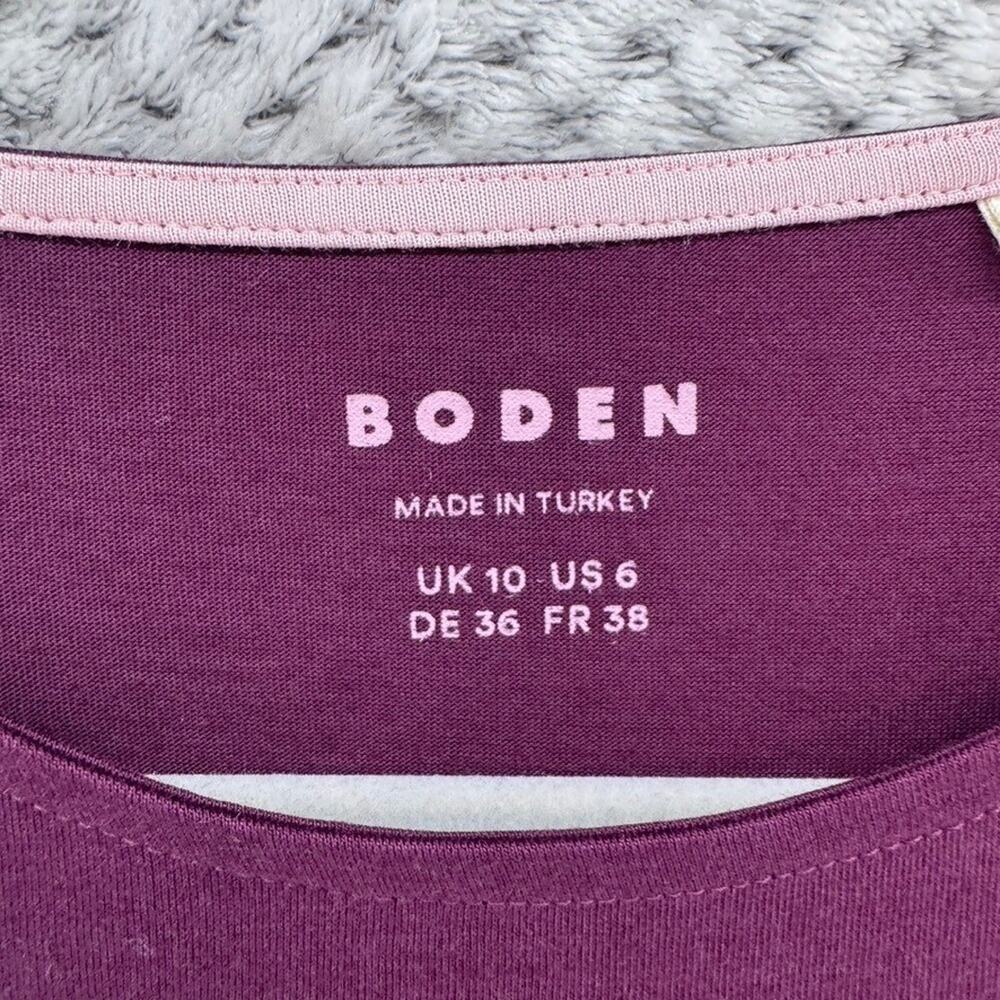 BODEN
MADE IN TURKEY
UK 10 US 6
DE 36 FR 38